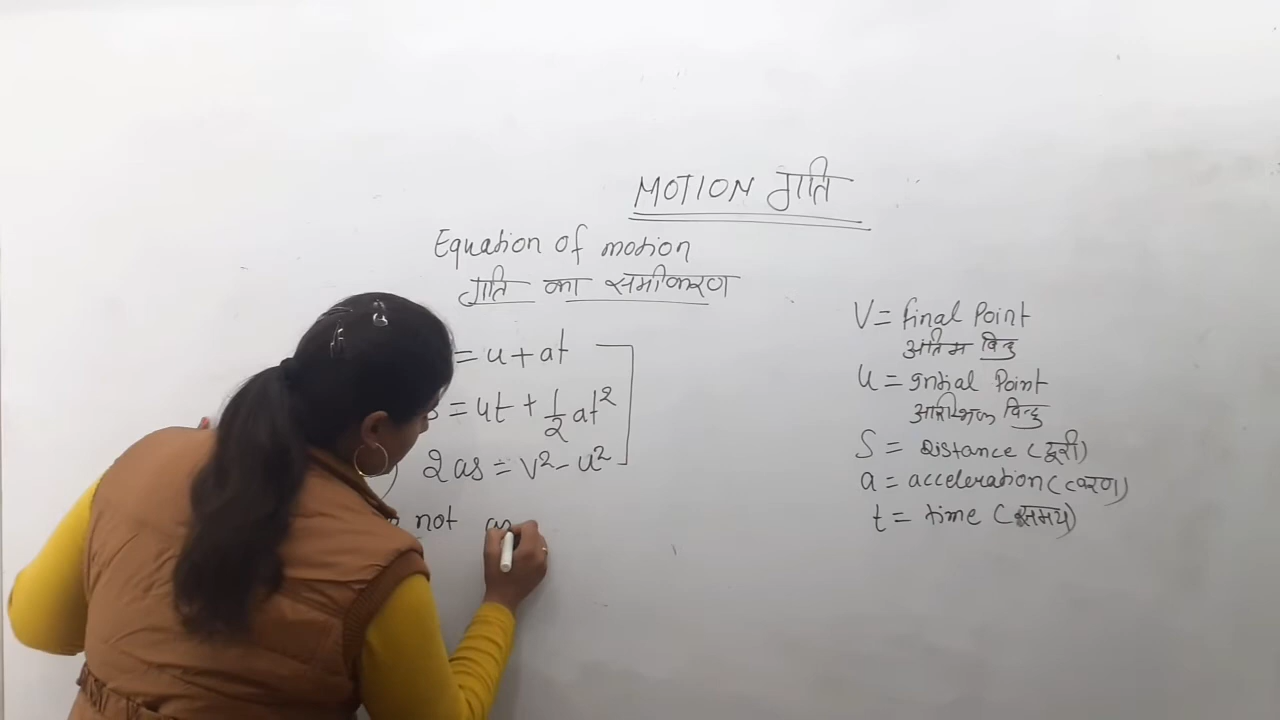 MOTION गति
Equation of motion
गति का समीकरण
= u + at
s = ut + 1/2 at²
) 2as = v² - u²
not
V = final Point
अंतिम बिन्दु
u = Intial Point
आरम्भिक बिन्दु
S = Distance (दूरी)
a = acceleration (त्वरण)
t = time (समय)